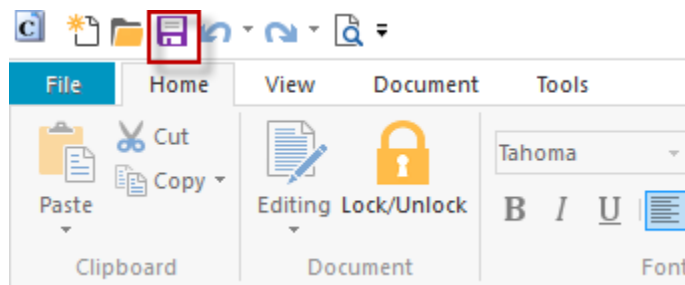 C
File Home View Document Tools
Cut
Copy
Tahoma
Paste Editing Lock/Unlock B I U
Clipboard Document Font